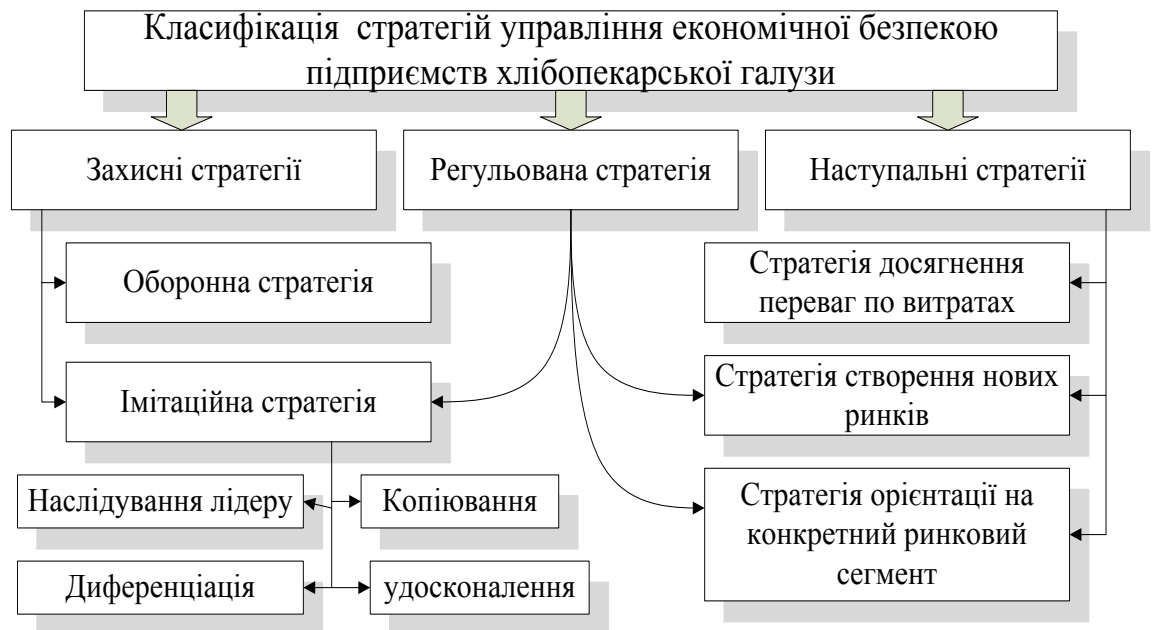 Класифікація стратегій управління економічної безпекою
підприємств хлібопекарської галузи
Захисні стратегії
Регульована стратегія
Наступальні стратегії
Оборонна стратегія
Стратегія досягнення
переваг по витратах
Імітаційна стратегія
Стратегія створення нових
ринків
Наслідування лідеру
Копіювання
Стратегія орієнтації на
конкретний ринковий
сегмент
Диференціація
удосконалення